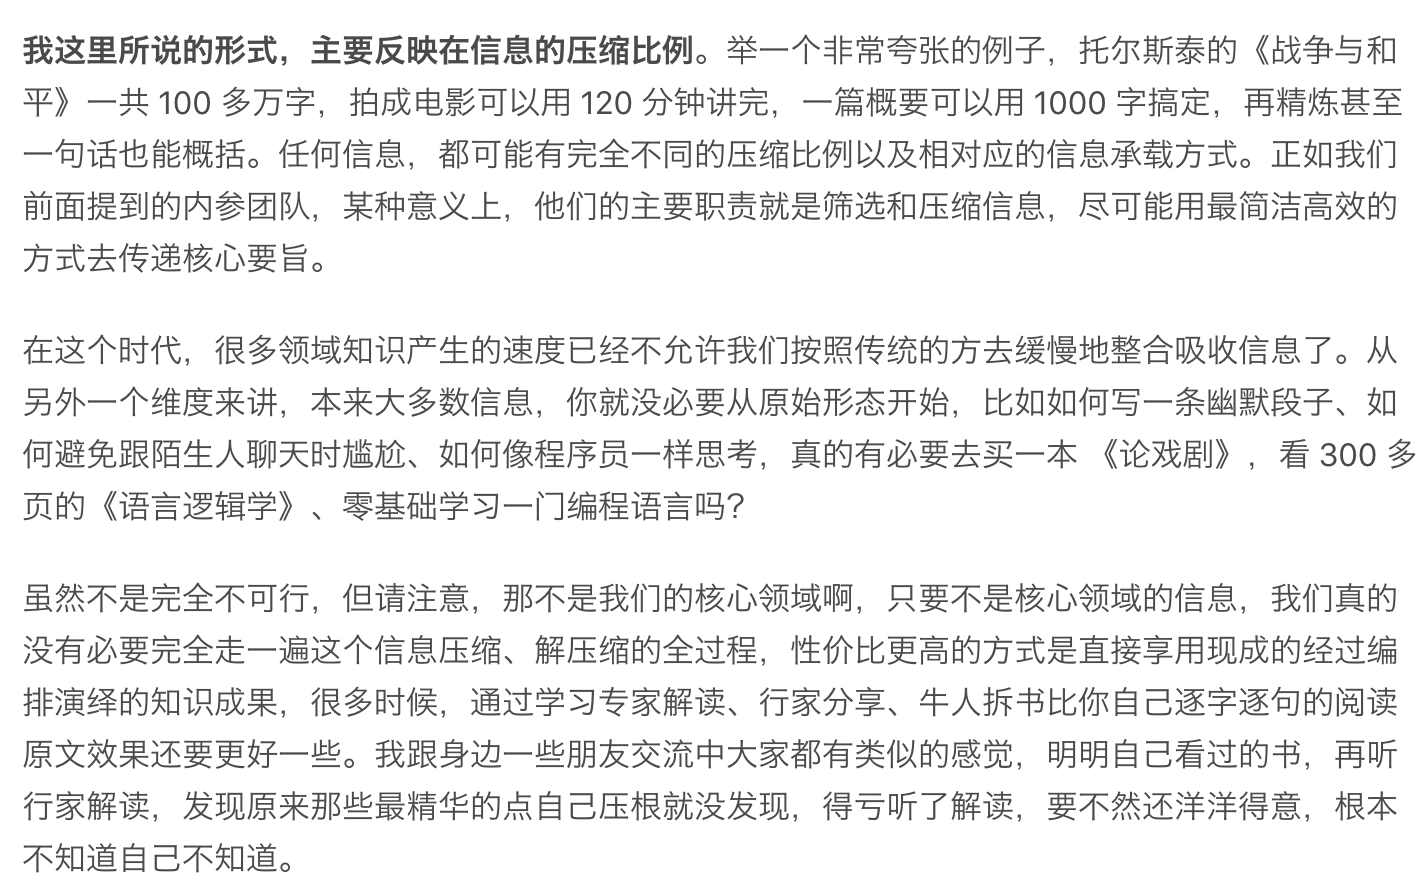 我这里所说的形式，主要反映在信息的压缩比例。举一个非常夸张的例子，托尔斯泰的《战争与和
平》一共 100 多万字，拍成电影可以用 120 分钟讲完，一篇概要可以用 1000 字搞定，再精炼甚至
一句话也能概括。任何信息，都可能有完全不同的压缩比例以及相对应的信息承载方式。正如我们
前面提到的内参团队，某种意义上，他们的主要职责就是筛选和压缩信息，尽可能用最简洁高效的
方式去传递核心要旨。
在这个时代，很多领域知识产生的速度已经不允许我们按照传统的方去缓慢地整合吸收信息了。从
另外一个维度来讲，本来大多数信息，你就没必要从原始形态开始，比如如何写一条幽默段子、如
何避免跟陌生人聊天时尴尬、如何像程序员一样思考，真的有必要去买一本 《论戏剧》，看 300 多
页的《语言逻辑学》、零基础学习一门编程语言吗？
虽然不是完全不可行，但请注意，那不是我们的核心领域啊，只要不是核心领域的信息，我们真的
没有必要完全走一遍这个信息压缩、解压缩的全过程，性价比更高的方式是直接享用现成的经过编
排演绎的知识成果，很多时候，通过学习专家解读、行家分享、牛人拆书比你自己逐字逐句的阅读
原文效果还要更好一些。我跟身边一些朋友交流中大家都有类似的感觉，明明自己看过的书，再听
行家解读，发现原来那些最精华的点自己压根就没发现，得亏听了解读，要不然还洋洋得意，根本
不知道自己不知道。